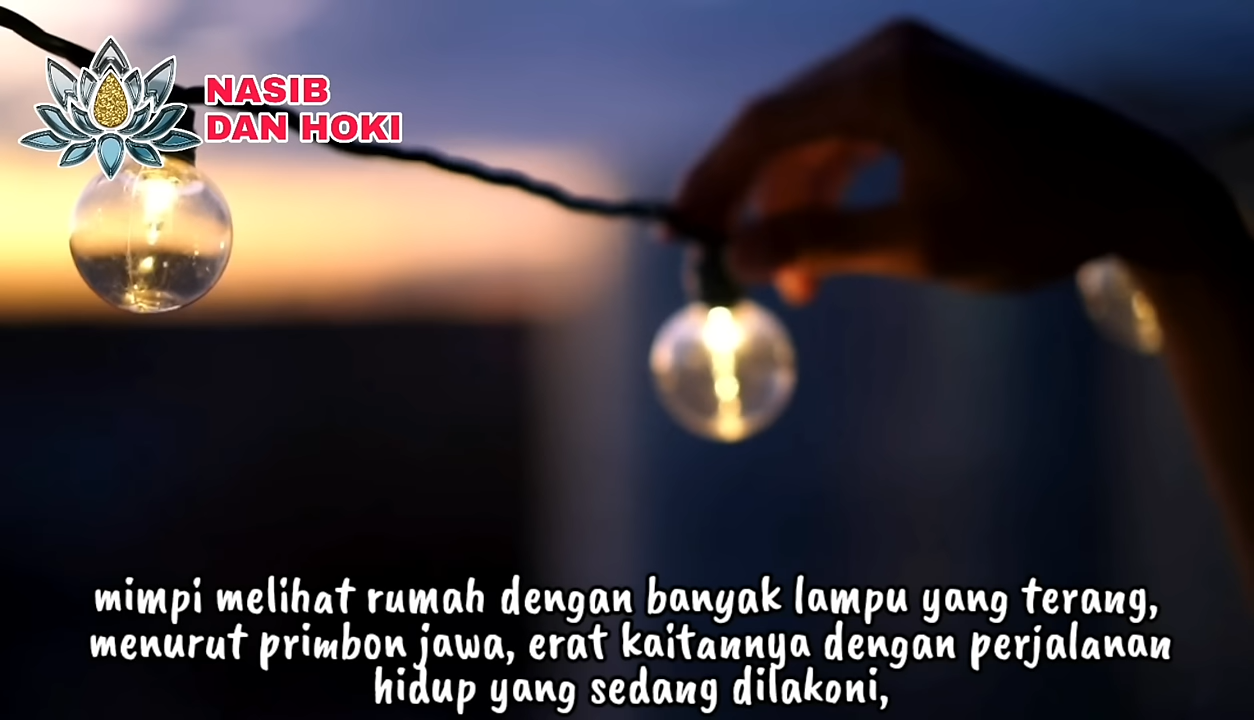 NASIB
DAN HOKI
mimpi melihat rumah dengan banyak lampu yang terang,
menurut primbon jawa, erat kaitannya dengan perjalanan
hidup yang sedang dilakoni,